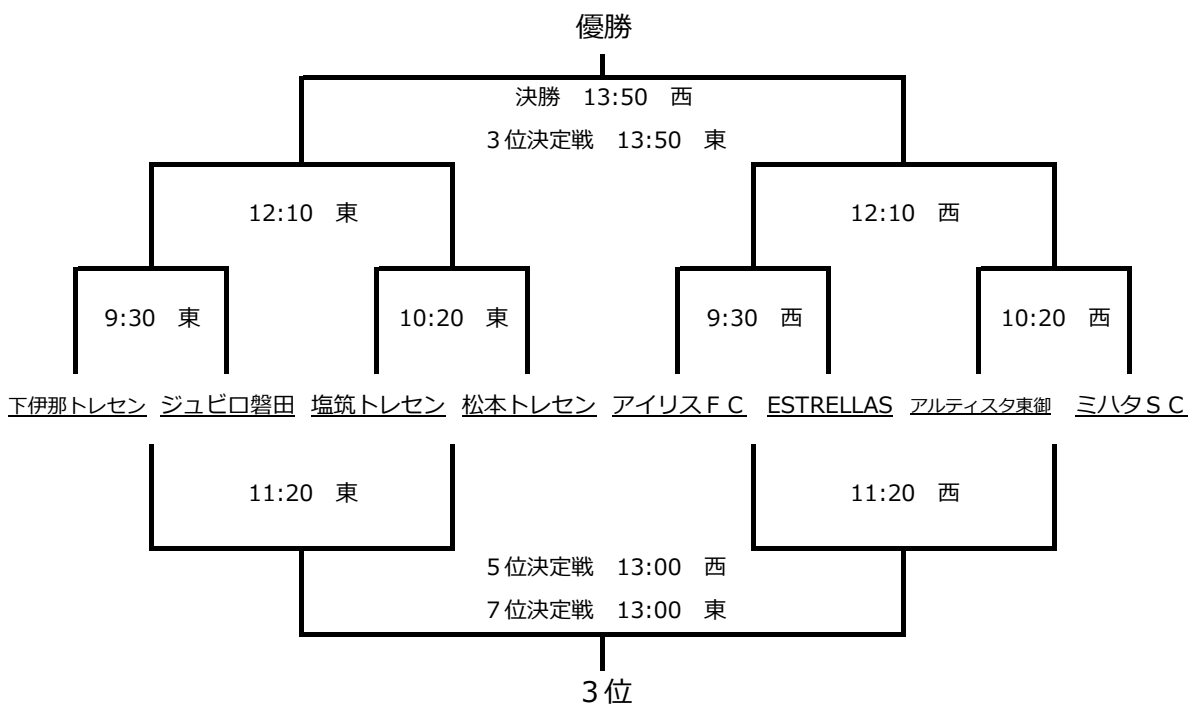 優勝
決勝　13:50　西
３位決定戦　13:50　東
12:10　東　12:10　西
9:30　東　10:20　東　9:30　西　10:20　西
下伊那トレセン　ジュビロ磐田　塩筑トレセン　松本トレセン　アイリスＦＣ　ESTRELLAS　アルティスタ東御　ミハタＳＣ
11:20　東　11:20　西
５位決定戦　13:00　西
７位決定戦　13:00　東
３位